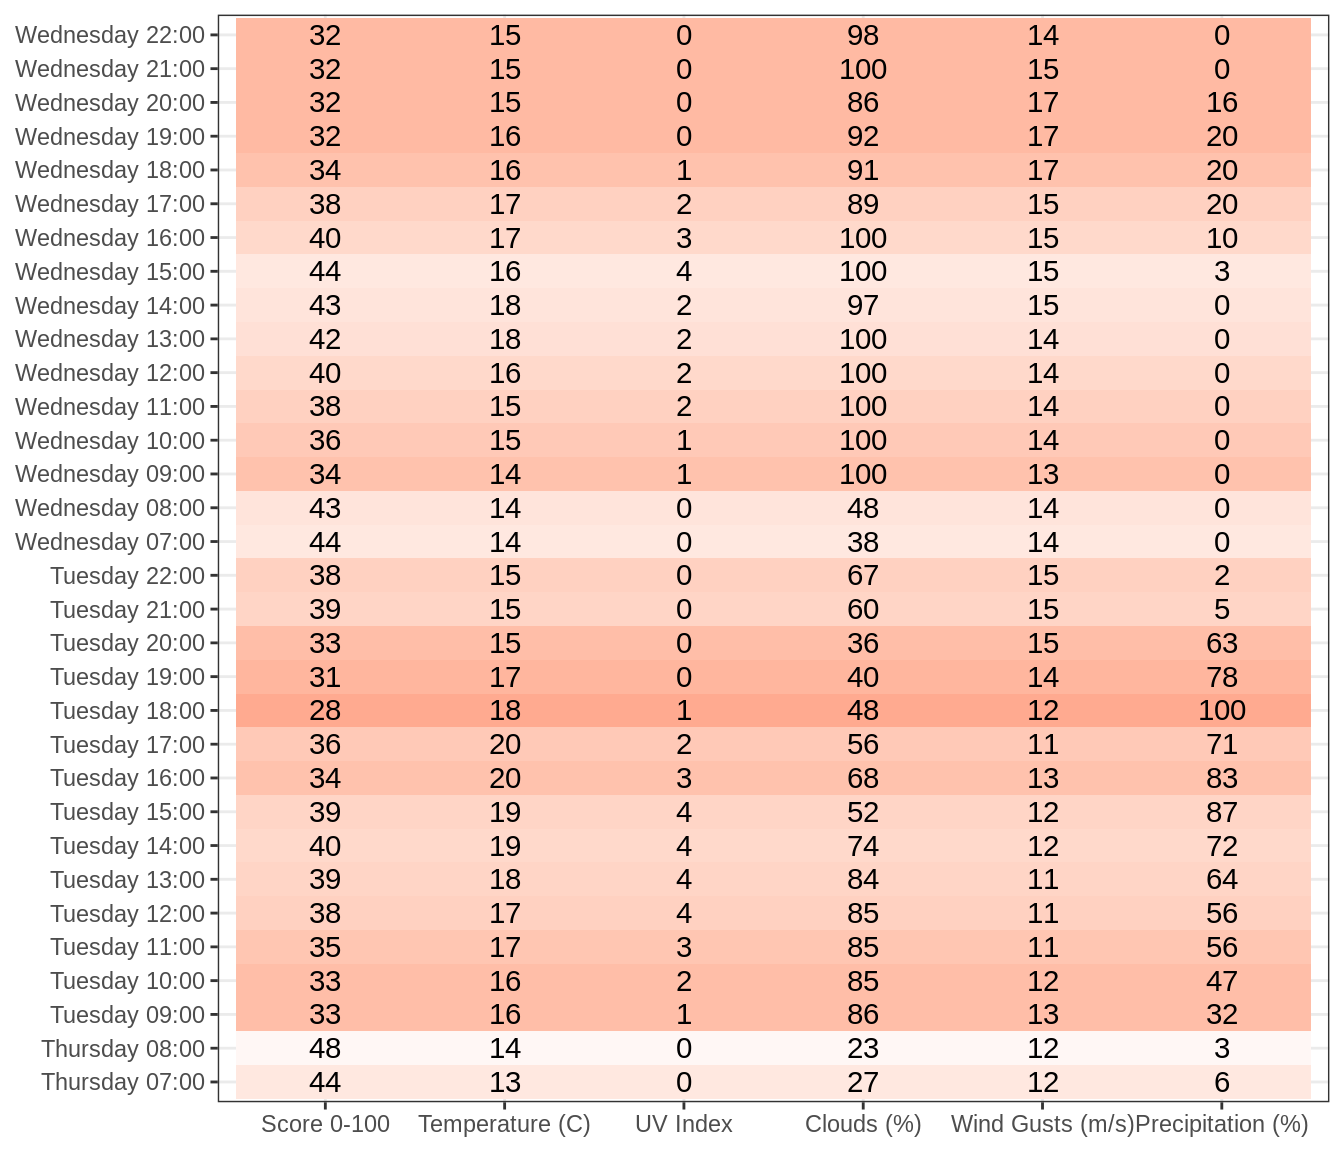 Wednesday 22:00 32 15 0 98 14 0
Wednesday 21:00 32 15 0 100 15 0
Wednesday 20:00 32 15 0 86 17 16
Wednesday 19:00 32 16 0 92 17 20
Wednesday 18:00 34 16 1 91 17 20
Wednesday 17:00 38 17 2 89 15 20
Wednesday 16:00 40 17 3 100 15 10
Wednesday 15:00 44 16 4 100 15 3
Wednesday 14:00 43 18 2 97 15 0
Wednesday 13:00 42 18 2 100 14 0
Wednesday 12:00 40 16 2 100 14 0
Wednesday 11:00 38 15 2 100 14 0
Wednesday 10:00 36 15 1 100 14 0
Wednesday 09:00 34 14 1 100 13 0
Wednesday 08:00 43 14 0 48 14 0
Wednesday 07:00 44 14 0 38 14 0
Tuesday 22:00 38 15 0 67 15 2
Tuesday 21:00 39 15 0 60 15 5
Tuesday 20:00 33 15 0 36 15 63
Tuesday 19:00 31 17 0 40 14 78
Tuesday 18:00 28 18 1 48 12 100
Tuesday 17:00 36 20 2 56 11 71
Tuesday 16:00 34 20 3 68 13 83
Tuesday 15:00 39 19 4 52 12 87
Tuesday 14:00 40 19 4 74 12 72
Tuesday 13:00 39 18 4 84 11 64
Tuesday 12:00 38 17 4 85 11 56
Tuesday 11:00 35 17 3 85 11 56
Tuesday 10:00 33 16 2 85 12 47
Tuesday 09:00 33 16 1 86 13 32
Thursday 08:00 48 14 0 23 12 3
Thursday 07:00 44 13 0 27 12 6
Score 0-100 Temperature (C) UV Index Clouds (%) Wind Gusts (m/s) Precipitation (%)